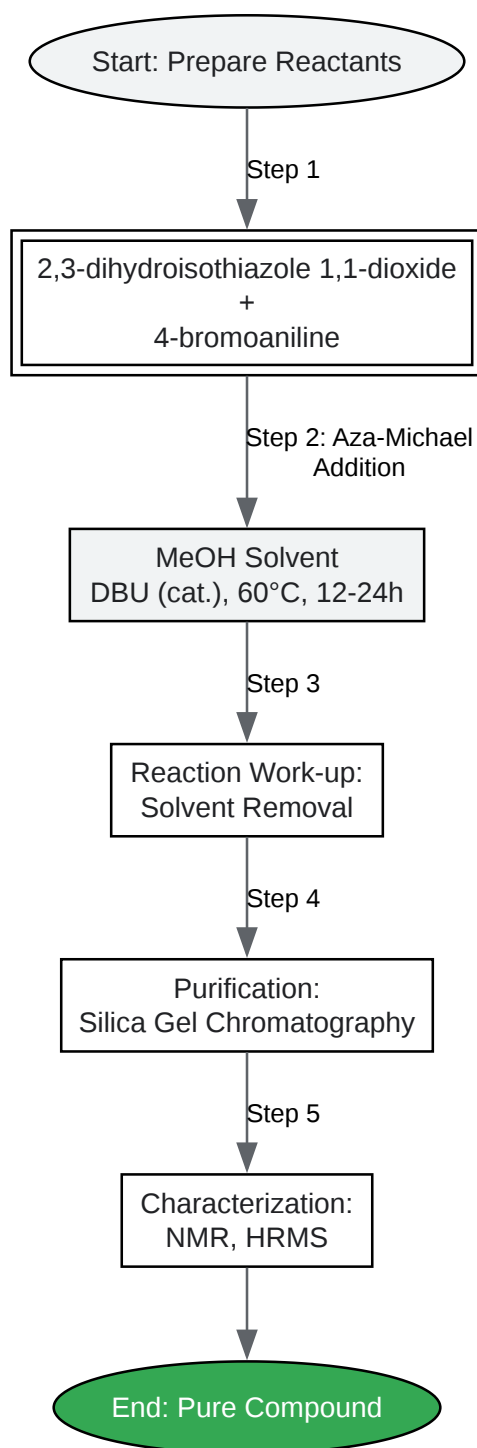 Start: Prepare Reactants
Step 1
2,3-dihydroisothiazole 1,1-dioxide
+
4-bromoaniline
Step 2: Aza-Michael
Addition
MeOH Solvent
DBU (cat.), 60°C, 12-24h
Step 3
Reaction Work-up:
Solvent Removal
Step 4
Purification:
Silica Gel Chromatography
Step 5
Characterization:
NMR, HRMS
End: Pure Compound